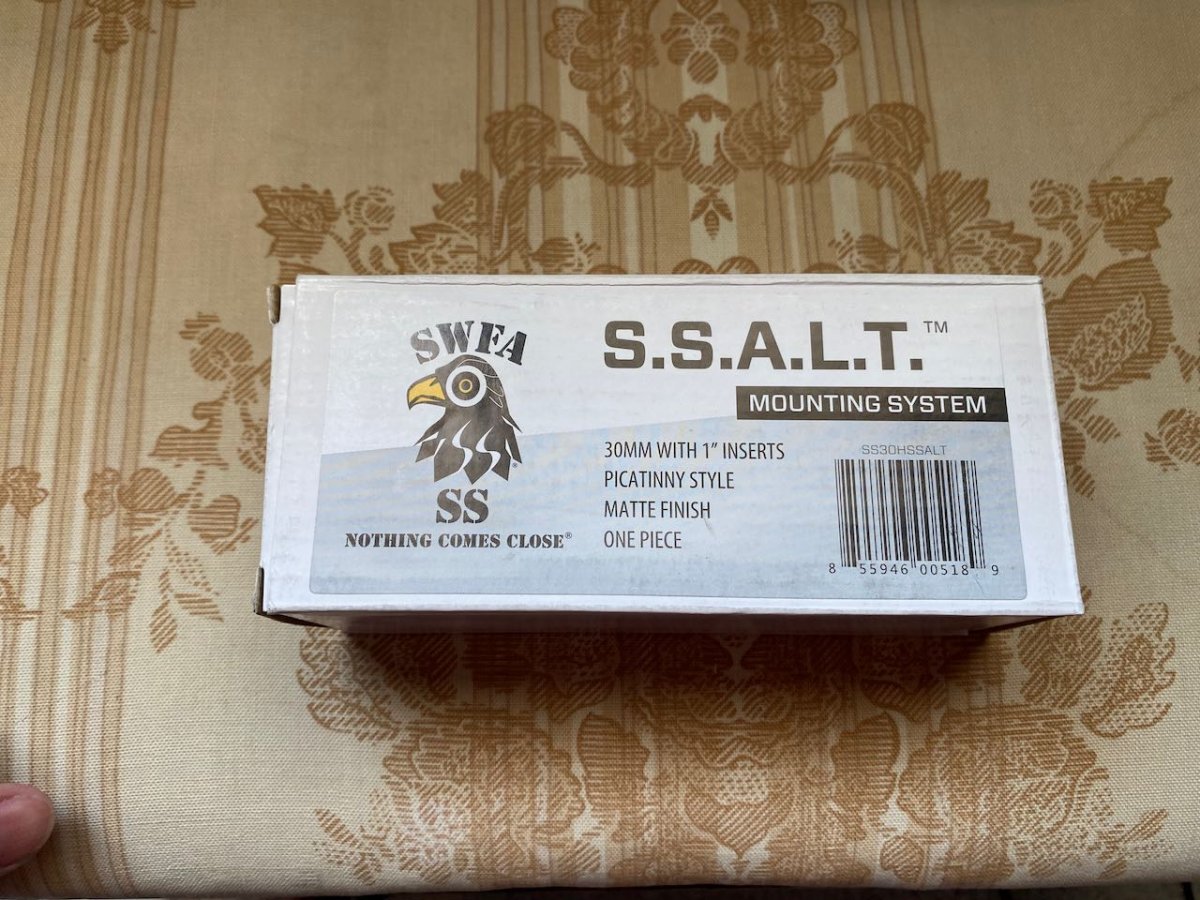 SWFA
SS
NOTHING COMES CLOSE®
S.S.A.L.T.™
MOUNTING SYSTEM
30MM WITH 1” INSERTS
PICATINNY STYLE
MATTE FINISH
ONE PIECE
SS30HSSALT
8 55946 00518 9